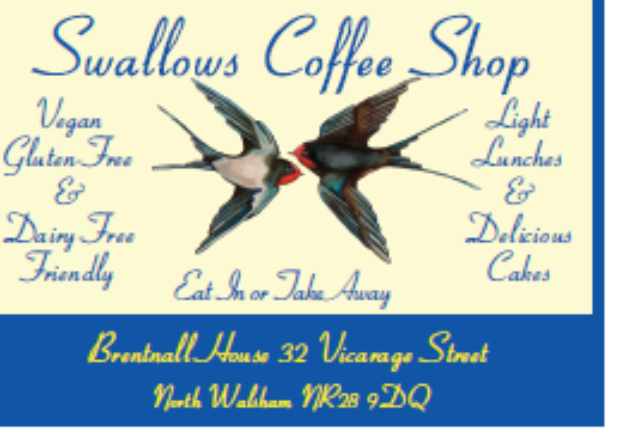 Swallows Coffee Shop
Vegan
Gluten-Free
&
Dairy Free
Friendly
Light
Lunches
&
Delicious
Cakes
Eat In or Take Away
Brentnall House 32 Vicarage Street
North Walsham NR28 9DQ